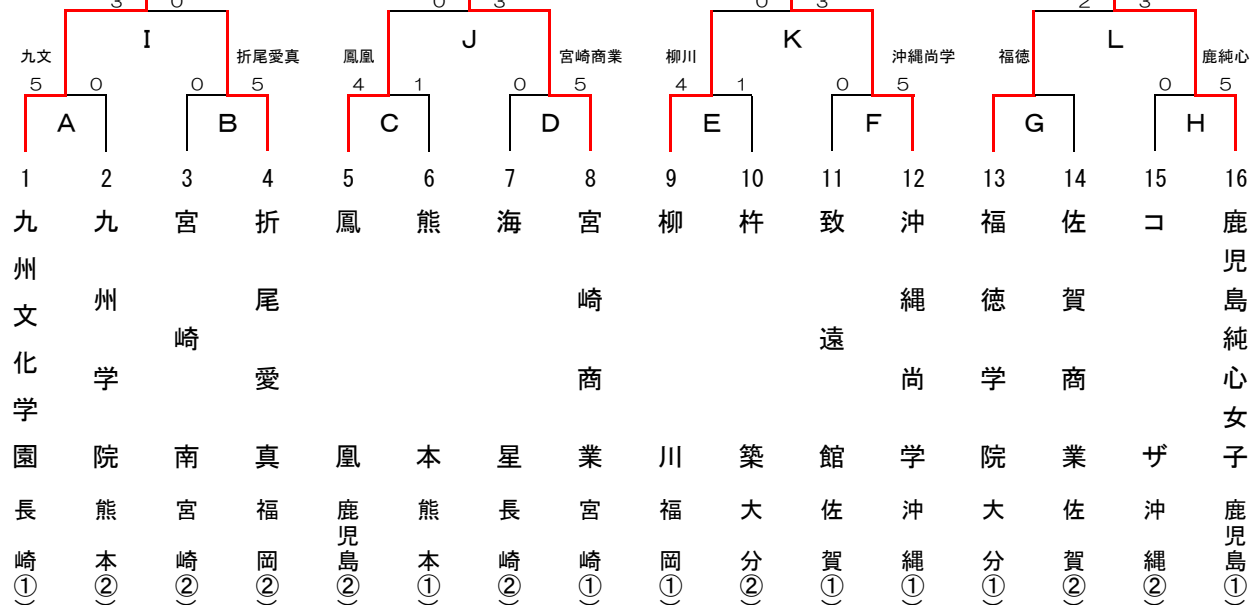 3 0 0 3 0 3 2 3
I J K L
九文 折尾愛真 鳳凰 宮崎商業 柳川 沖縄尚学 福徳 鹿純心
5 0 0 5 4 1 0 5 4 1 0 5 0 5
A B C D E F G H
1 2 3 4 5 6 7 8 9 10 11 12 13 14 15 16
九州文化学園
九州学院
宮崎南
折尾愛真
鳳凰
熊本
海星
宮崎商業
柳川
杵築
致遠館
沖縄尚学
福徳学院
佐賀商業
コザ
鹿児島純心女子
長崎①
熊本②
宮崎②
福岡②
鹿児島②
熊本①
長崎②
宮崎①
福岡①
大分②
佐賀①
沖縄①
大分①
佐賀②
沖縄②
鹿児島①